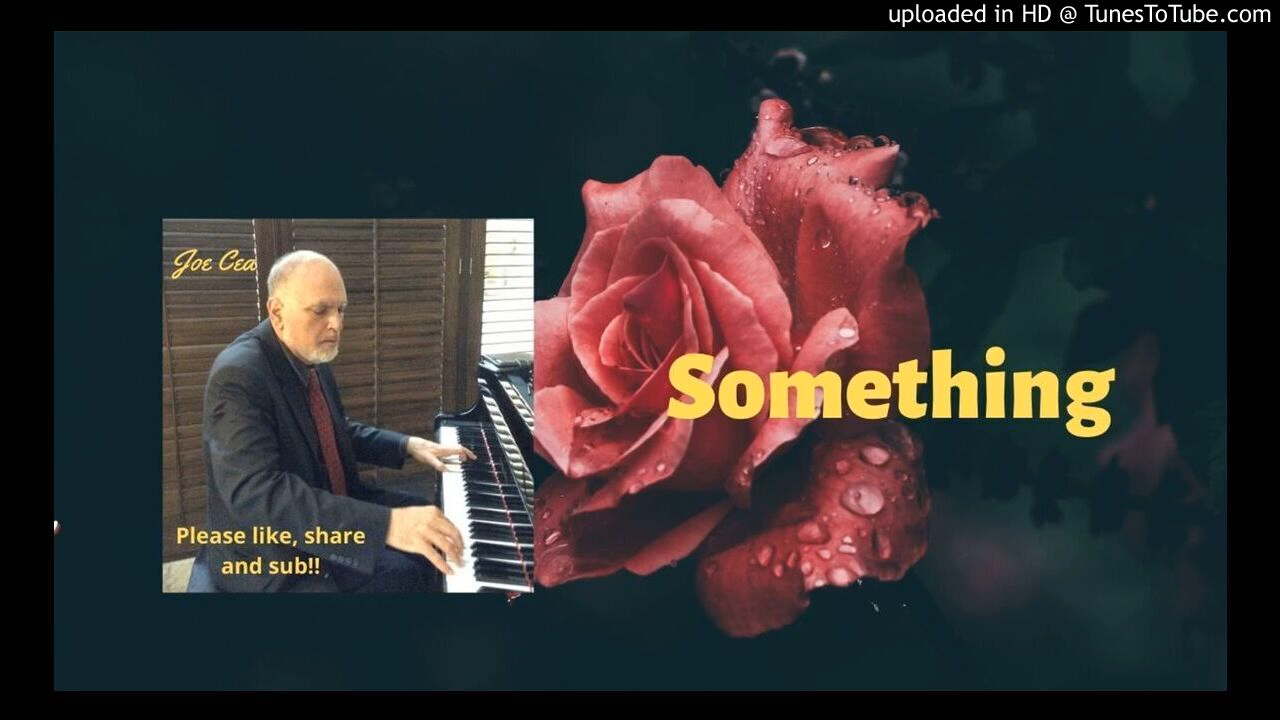 uploaded in HD @ TunesToTube.com
Joe Cea
Something
Please like, share
and sub!!